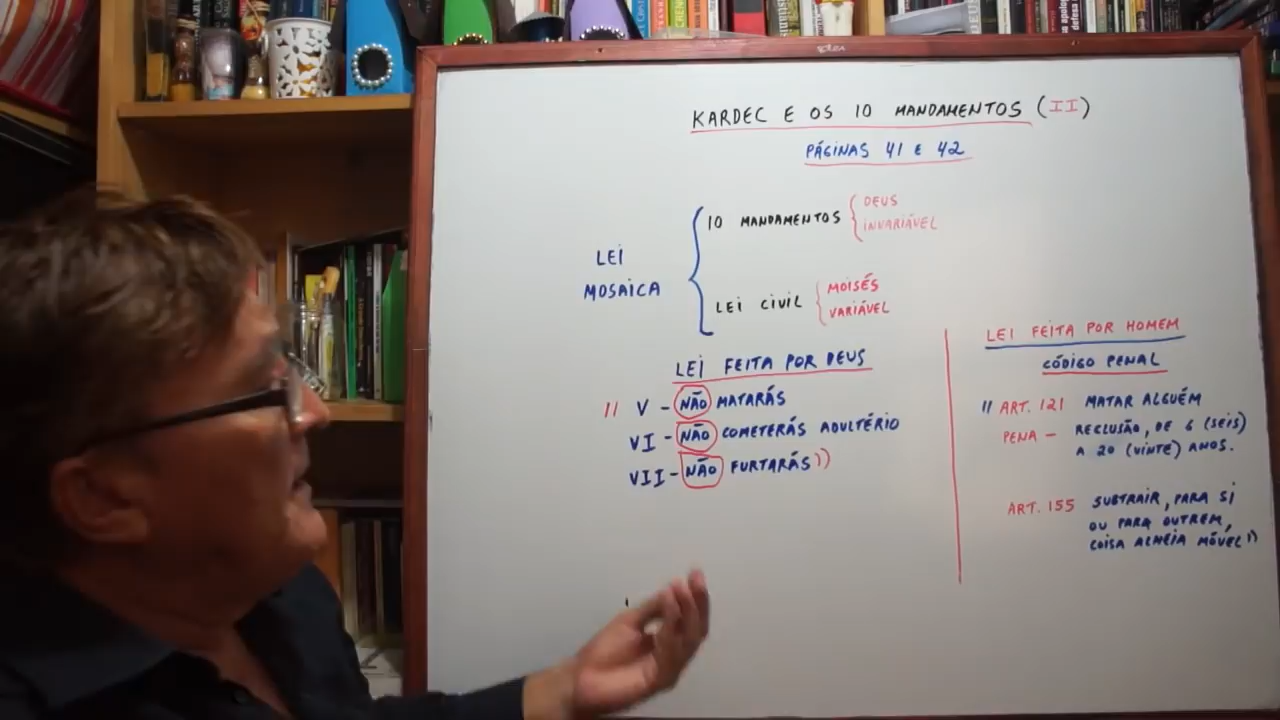 KARDEC E OS 10 MANDAMENTOS (II)
PÁGINAS 41 E 42
LEI
MOSAICA
10 MANDAMENTOS
DEUS
INVARIÁVEL
LEI CIVIL
MOISÉS
VARIÁVEL
LEI FEITA POR DEUS
" V - NÃO MATARÁS
VI - NÃO COMETERÁS ADULTÉRIO
VII - NÃO FURTARÁS "
LEI FEITA POR HOMEM
CÓDIGO PENAL
" ART. 121 MATAR ALGUÉM
PENA - RECLUSÃO, DE 6 (SEIS)
A 20 (VINTE) ANOS.
ART. 155 SUBTRAIR, PARA SI
OU PARA OUTREM,
COISA ALHEIA MÓVEL "